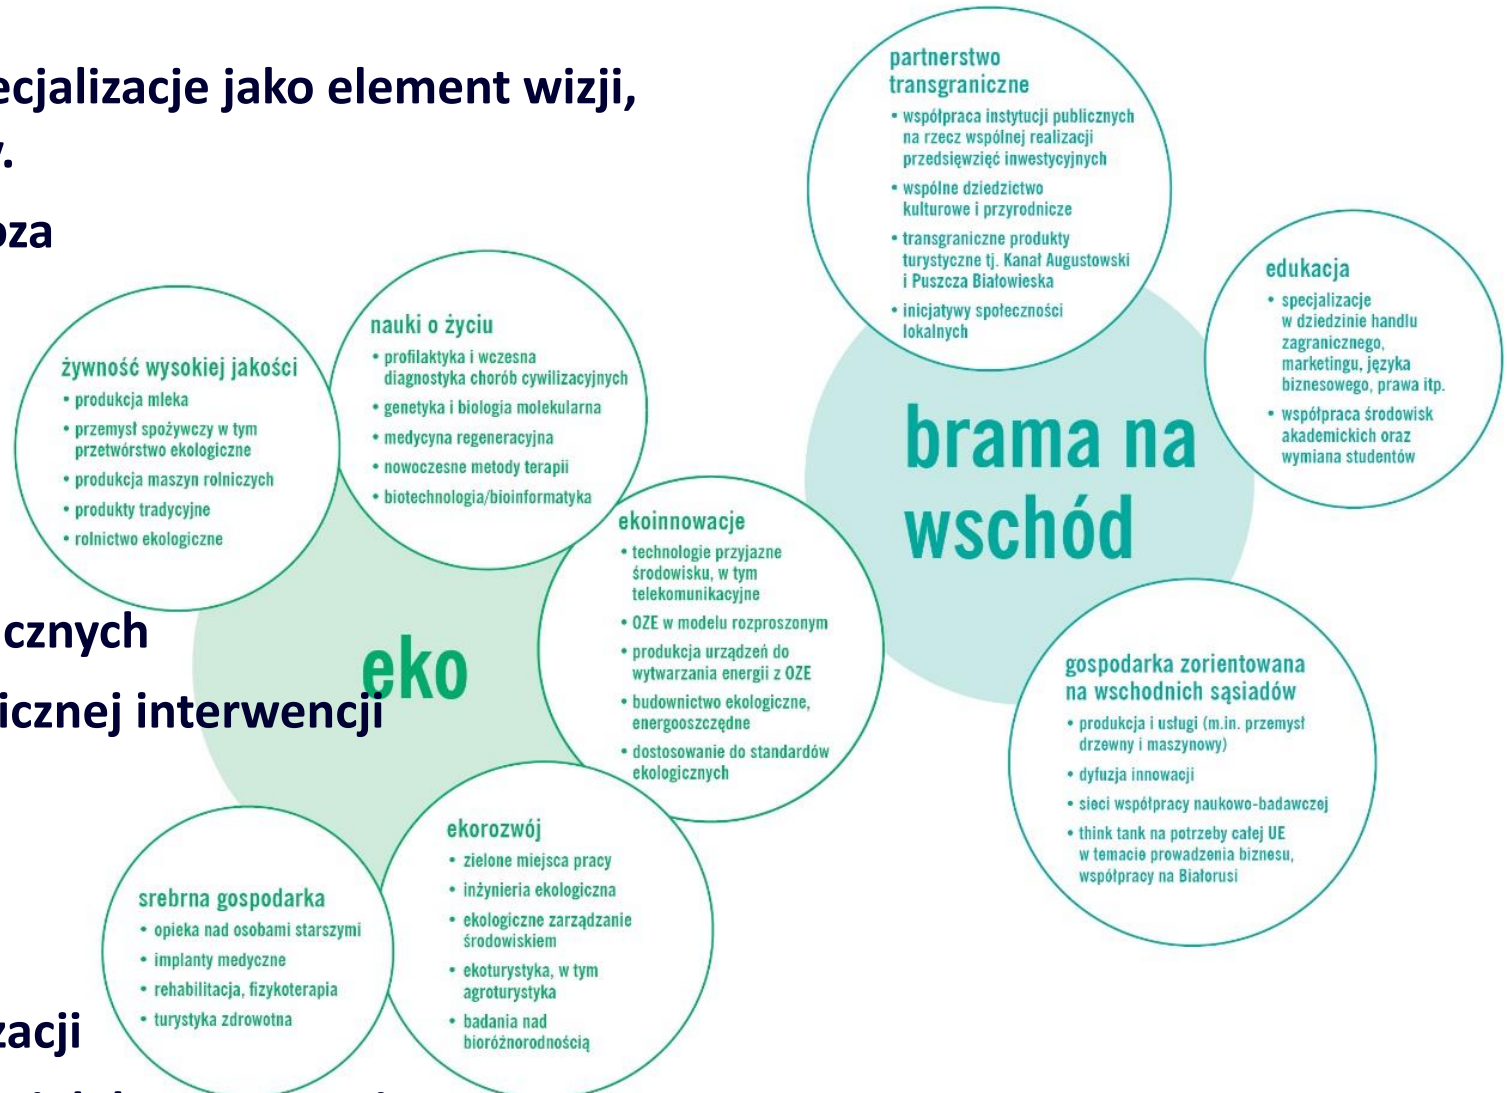 ecjalizacje jako element wizji,
oza
cznych
icznej interwencji
zacji
żywność wysokiej jakości
• produkcja mleka
• przemysł spożywczy w tym
przetwórstwo ekologiczne
• produkcja maszyn rolniczych
• produkty tradycyjne
• rolnictwo ekologiczne
nauki o życiu
• profilaktyka i wczesna
diagnostyka chorób cywilizacyjnych
• genetyka i biologia molekularna
• medycyna regeneracyjna
• nowoczesne metody terapii
• biotechnologia/bioinformatyka
eko
ekoinnowacje
• technologie przyjazne
środowisku, w tym
telekomunikacyjne
• OZE w modelu rozproszonym
• produkcja urządzeń do
wytwarzania energii z OZE
• budownictwo ekologiczne,
energooszczędne
• dostosowanie do standardów
ekologicznych
srebrna gospodarka
• opieka nad osobami starszymi
• implanty medyczne
• rehabilitacja, fizykoterapia
• turystyka zdrowotna
ekorozwój
• zielone miejsca pracy
• inżynieria ekologiczna
• ekologiczne zarządzanie
środowiskiem
• ekoturystyka, w tym
agroturystyka
• badania nad
bioróżnorodnością
partnerstwo
transgraniczne
• współpraca instytucji publicznych
na rzecz wspólnej realizacji
przedsięwzięć inwestycyjnych
• wspólne dziedzictwo
kulturowe i przyrodnicze
• transgraniczne produkty
turystyczne tj. Kanał Augustowski
i Puszcza Białowieska
• inicjatywy społeczności
lokalnych
brama na
wschód
edukacja
• specjalizacje
w dziedzinie handlu
zagranicznego,
marketingu, języka
biznesowego, prawa itp.
• współpraca środowisk
akademickich oraz
wymiana studentów
gospodarka zorientowana
na wschodnich sąsiadów
• produkcja i usługi (m.in. przemysł
drzewny i maszynowy)
• dyfuzja innowacji
• sieci współpracy naukowo-badawczej
• think tank na potrzeby całej UE
w temacie prowadzenia biznesu,
współpracy na Białorusi